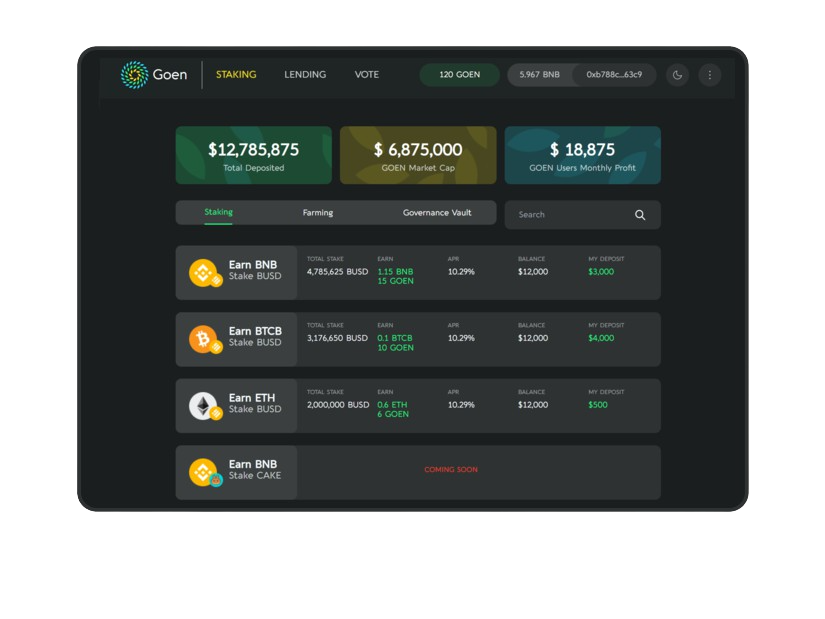 Goen
STAKING LENDING VOTE
120 GOEN
5.967 BNB 0xb788c...63c9
$12,785,875
Total Deposited
$ 6,875,000
GOEN Market Cap
$ 18,875
GOEN Users Monthly Profit
Staking Farming Governance Vault
Search
Earn BNB
Stake BUSD
TOTAL STAKE EARN APR BALANCE MY DEPOSIT
4,785,625 BUSD 1.15 BNB 10.29% $12,000 $3,000
15 GOEN
Earn BTCB
Stake BUSD
TOTAL STAKE EARN APR BALANCE MY DEPOSIT
3,176,650 BUSD 0.1 BTCB 10.29% $12,000 $4,000
10 GOEN
Earn ETH
Stake BUSD
TOTAL STAKE EARN APR BALANCE MY DEPOSIT
2,000,000 BUSD 0.6 ETH 10.29% $12,000 $500
6 GOEN
Earn BNB
Stake CAKE
COMING SOON